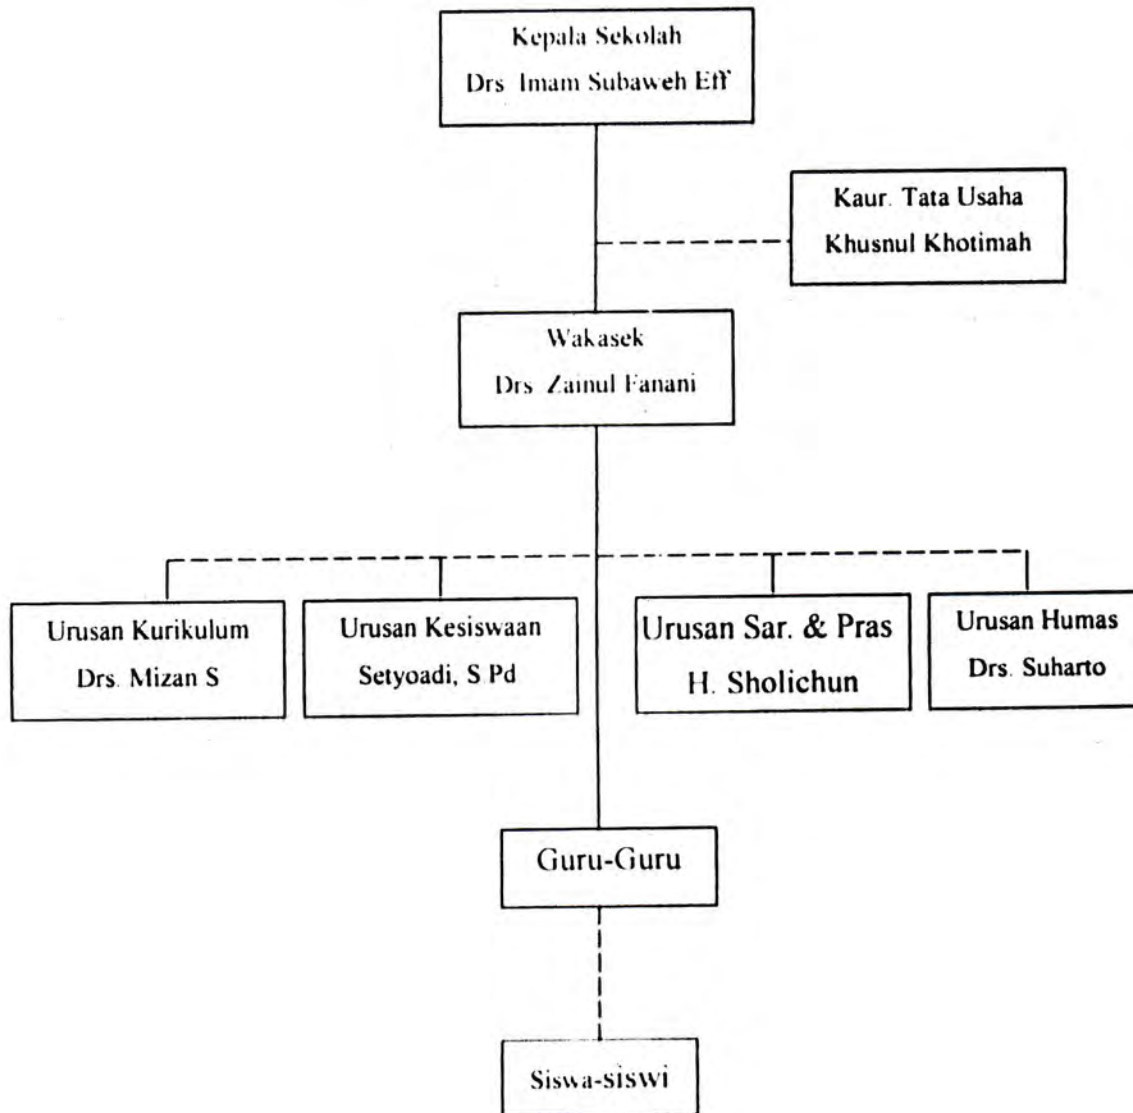 Kepala Sekolah
Drs. Imam Subaweh Eff
Kaur. Tata Usaha
Khusnul Khotimah
Wakasek
Drs. Zainul Fanani
Urusan Kurikulum
Drs. Mizan S
Urusan Kesiswaan
Setyoadi, S.Pd
Urusan Sar. & Pras
H. Sholichun
Urusan Humas
Drs. Suharto
Guru-Guru
Siswa-siswi